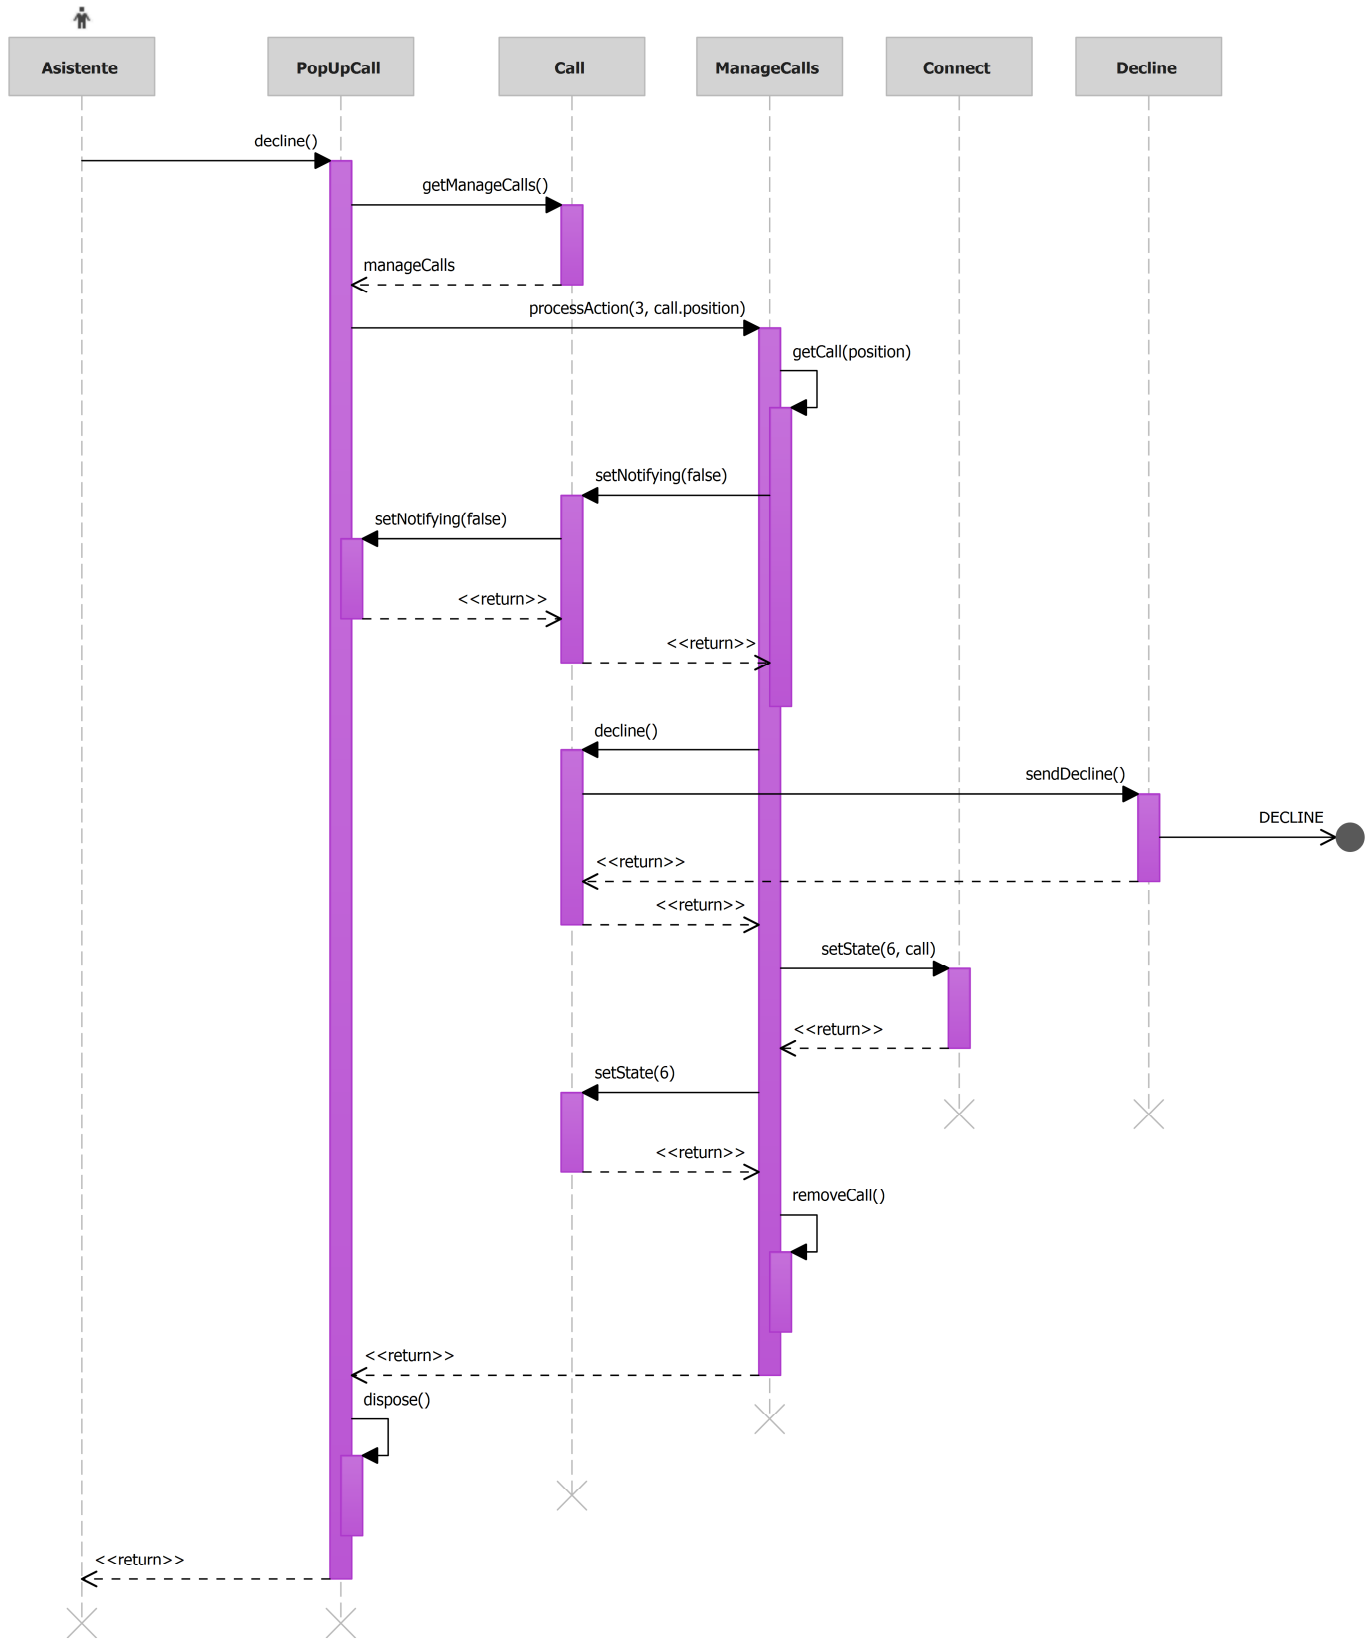 Asistente
PopUpCall
Call
ManageCalls
Connect
Decline
decline()
getManageCalls()
manageCalls
processAction(3, call.position)
getCall(position)
setNotifying(false)
setNotifying(false)
<<return>>
<<return>>
decline()
sendDecline()
DECLINE
<<return>>
<<return>>
setState(6, call)
<<return>>
setState(6)
<<return>>
removeCall()
<<return>>
dispose()
<<return>>